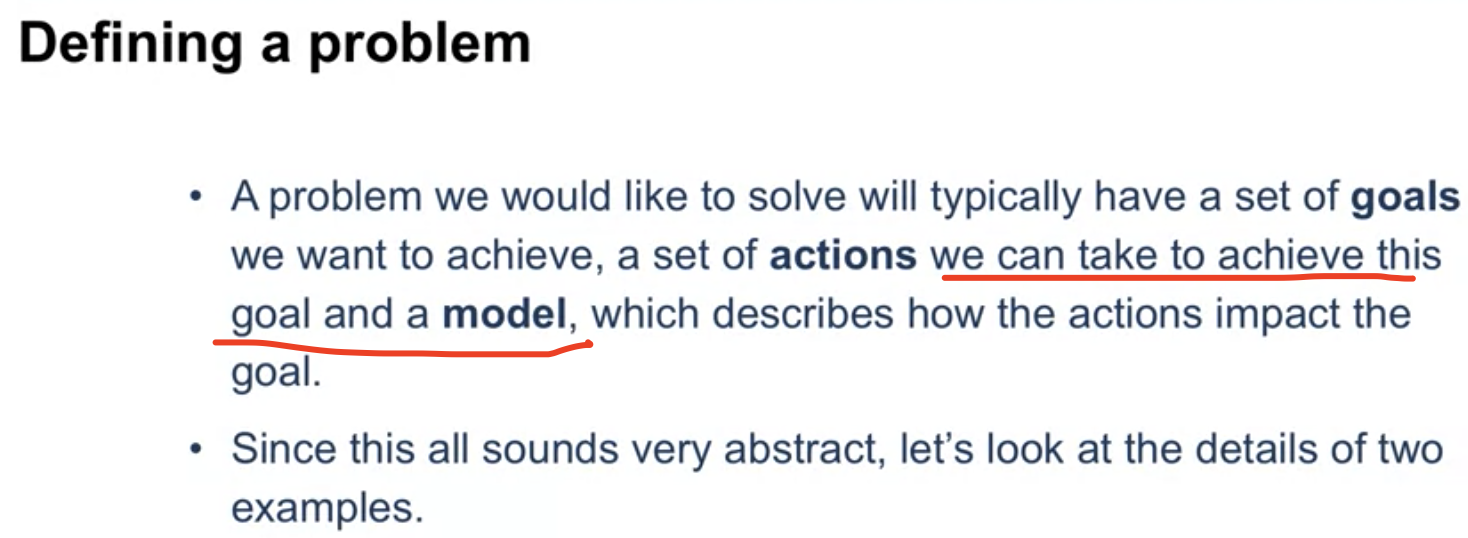 Defining a problem
• A problem we would like to solve will typically have a set of goals
we want to achieve, a set of actions we can take to achieve this
goal and a model, which describes how the actions impact the
goal.
• Since this all sounds very abstract, let’s look at the details of two
examples.